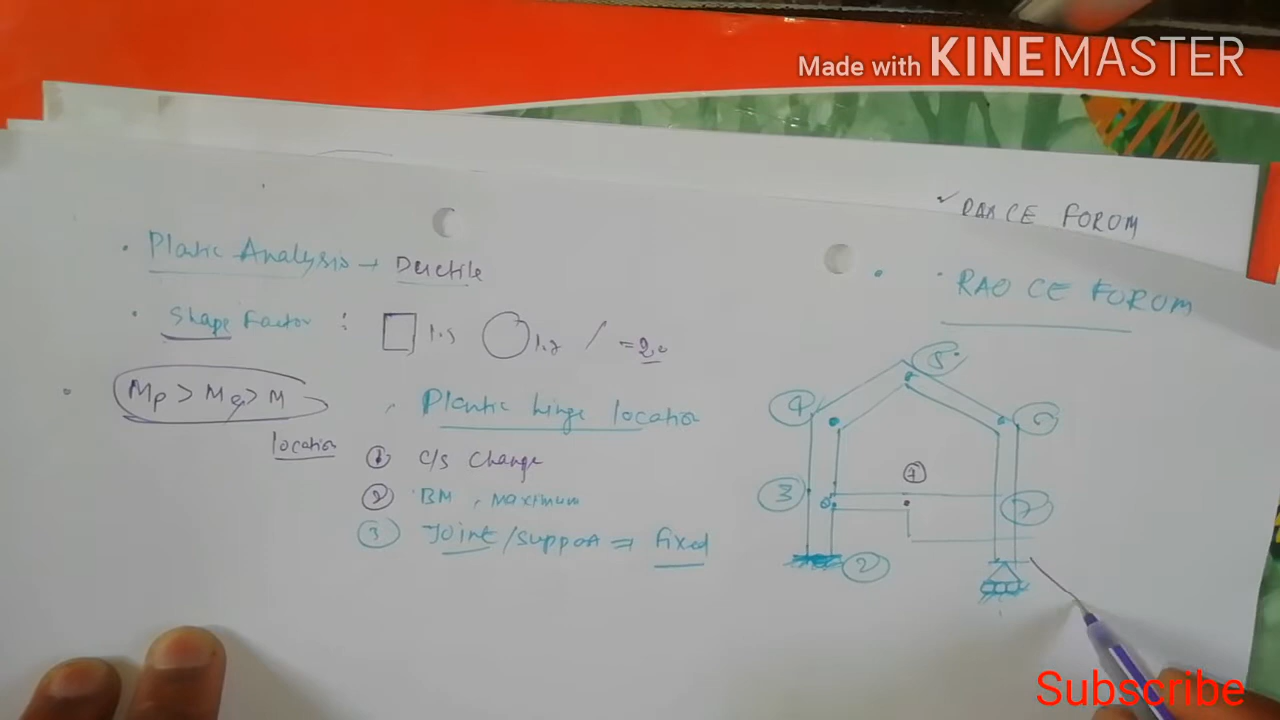 Made with KINEMASTER
RAO CE FOROM
Plastic Analysis → Ductile
RAO CE FORUM
Shape Factor : 1.5 1.7 / = 2.0
Mp > Me > M
Plantic hinge location
location
① C/S Change
② BM, Maximum
③ Joint/support ⇒ fixed
5
4
6
1
3
7
2
Subscribe